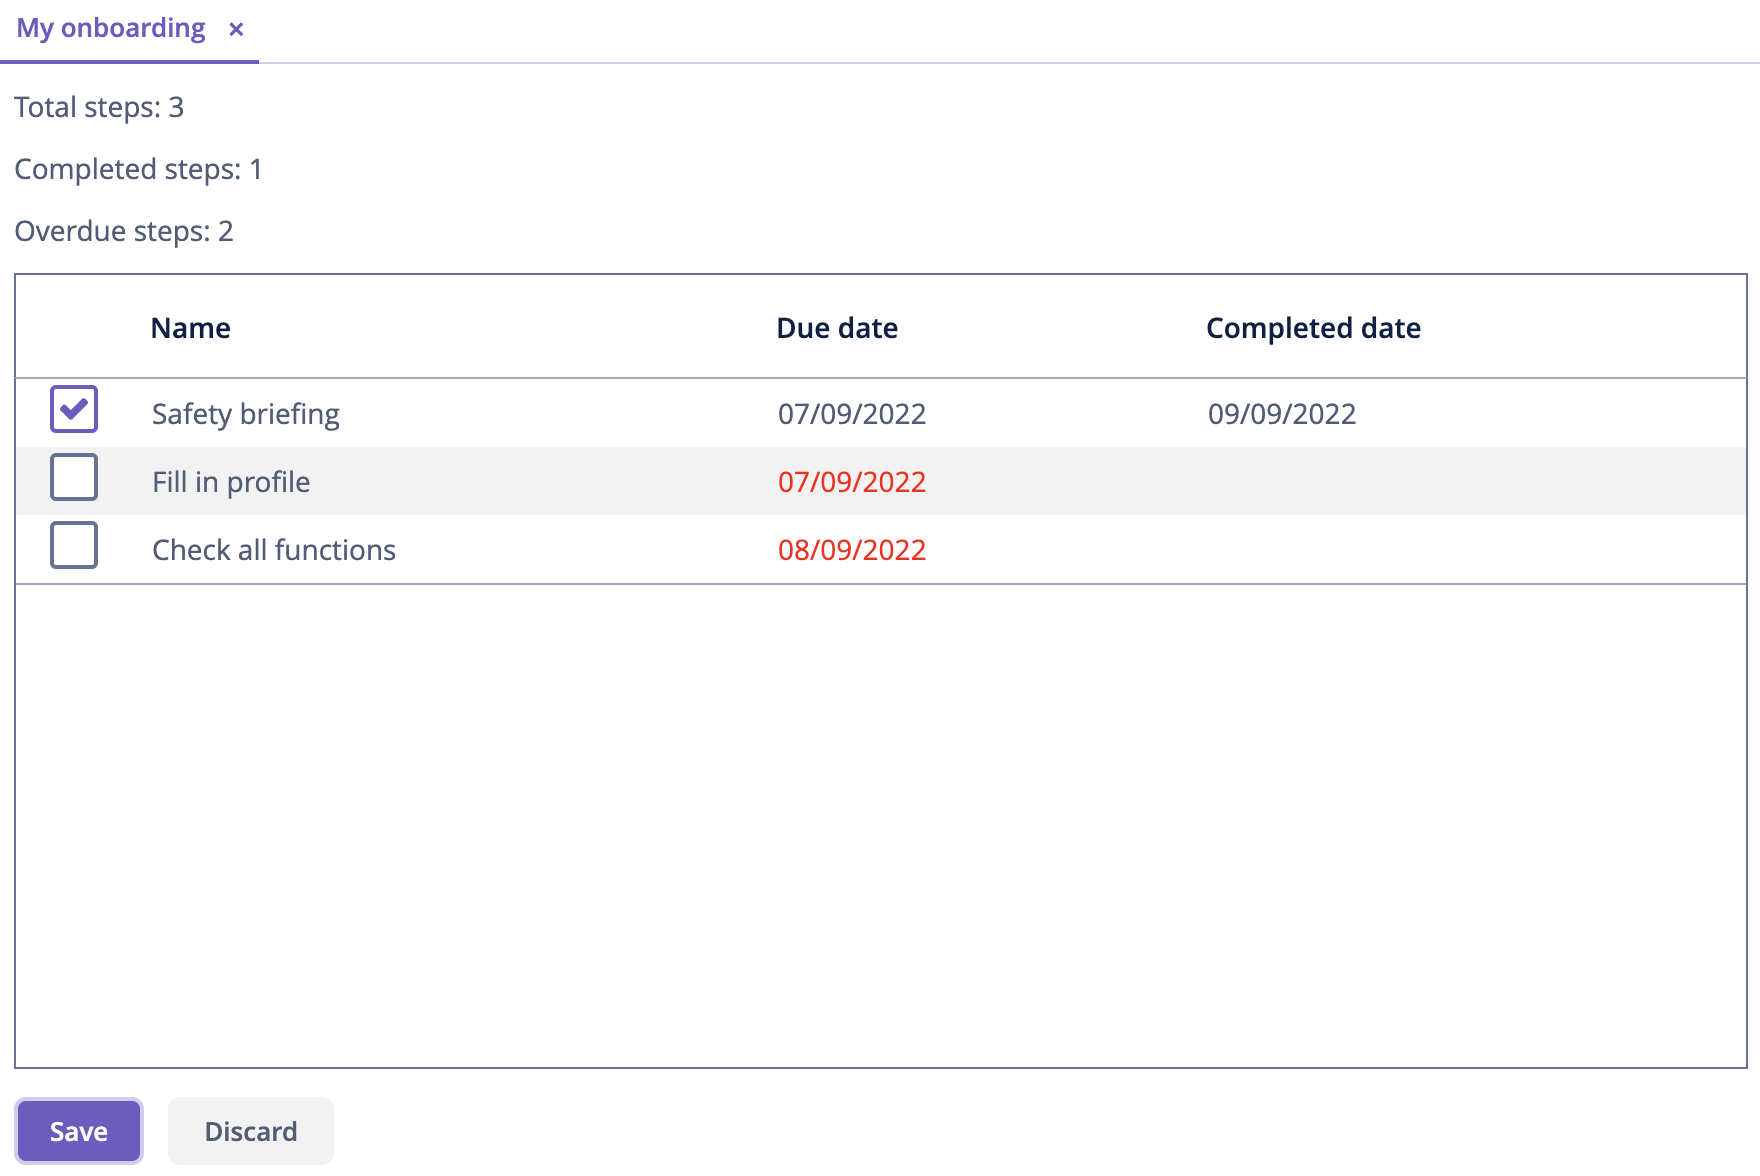 My onboarding ×
Total steps: 3
Completed steps: 1
Overdue steps: 2
Name Due date Completed date
Safety briefing 07/09/2022 09/09/2022
Fill in profile 07/09/2022
Check all functions 08/09/2022
Save Discard